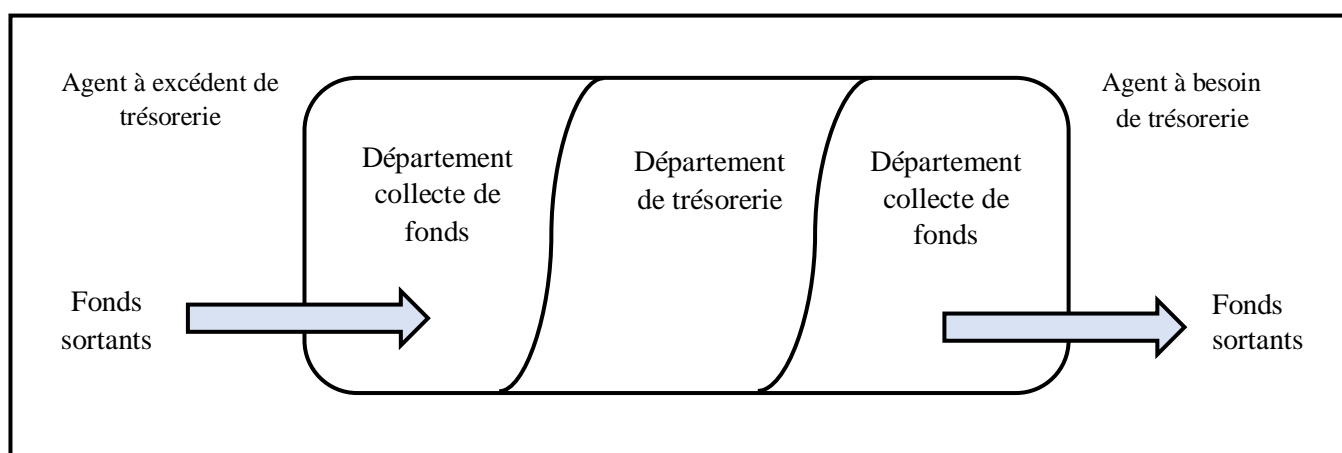 Agent à excédent de
trésorerie
Agent à besoin
de trésorerie
Département
collecte de
fonds
Département
de trésorerie
Département
collecte de
fonds
Fonds
sortants
Fonds
sortants